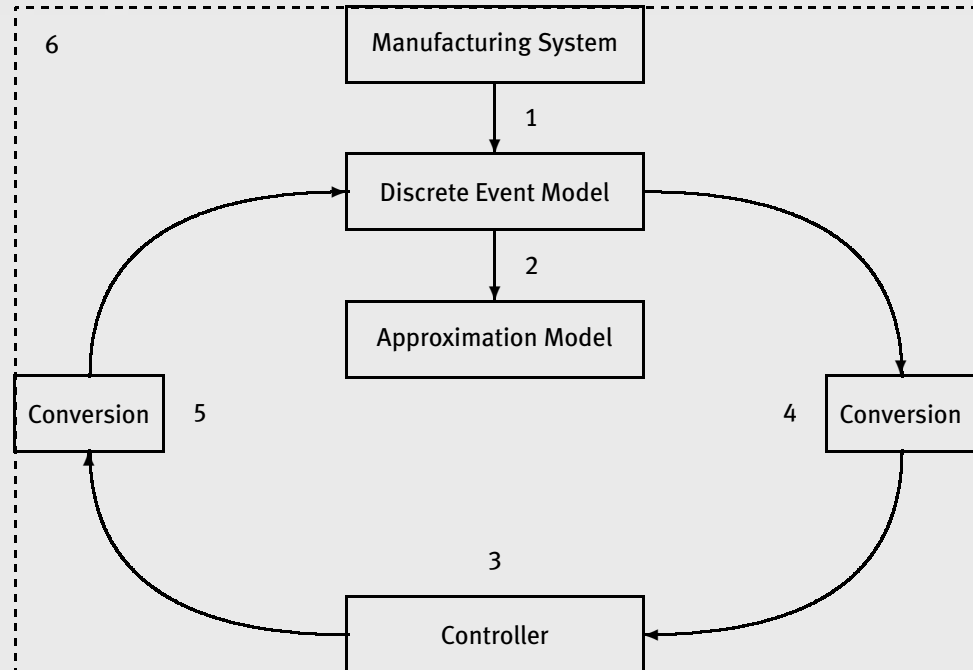 6
Manufacturing System
1
Discrete Event Model
2
Approximation Model
Conversion
5
4
Conversion
3
Controller